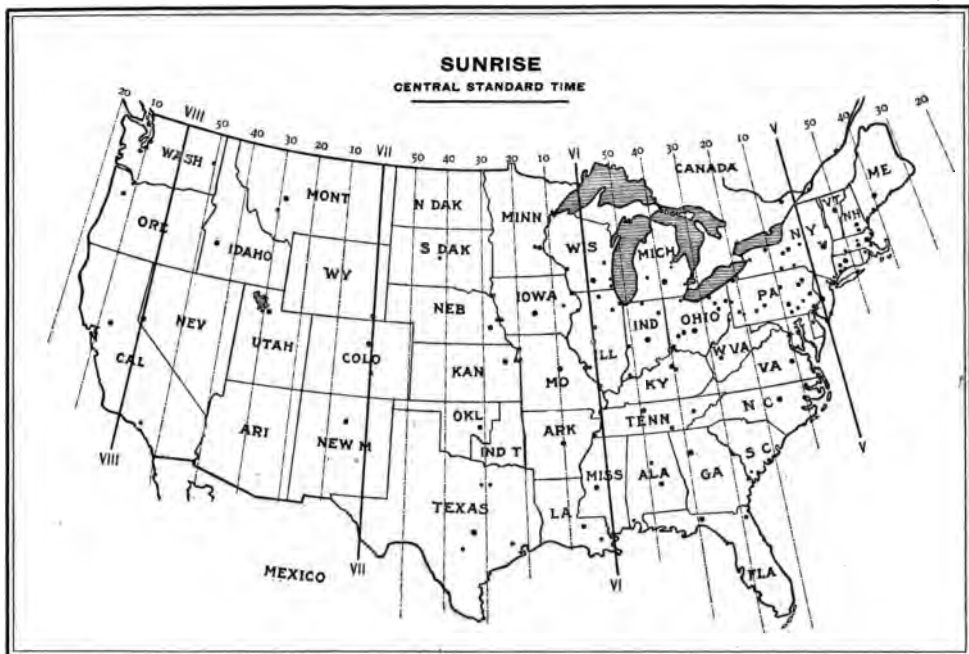 SUNRISE
CENTRAL STANDARD TIME
20 10 VIII 50 40 30 20 10 VII 50 40 30 20 10 VI 50 40 30 20 10 V 50 40 30 20
WASH
MONT
N DAK
MINN
CANADA
ME
VT
NH
ORE
IDAHO
S DAK
WIS
MICH
N Y
WY
IOWA
NEB
PA
NEV
UTAH
COLO
ILL
IND
OHIO
W VA
VA
CAL
KAN
MO
KY
N C
ARI
NEW M
OKL
IND T
ARK
TENN
S C
MISS
ALA
GA
TEXAS
LA
FLA
MEXICO
VIII
VII
VI
V